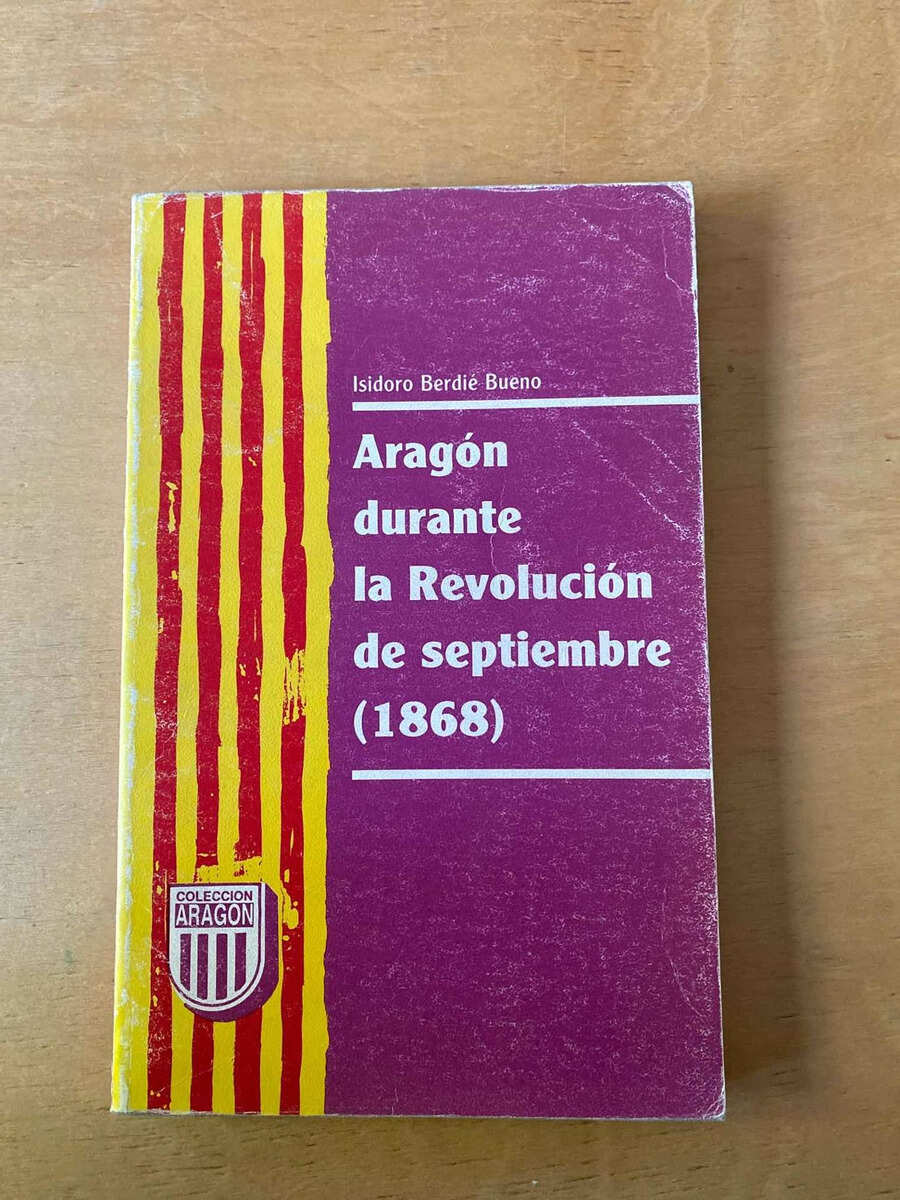 Isidoro Berdié Bueno
Aragón
durante
la Revolución
de septiembre
(1868)
COLECCION
ARAGON